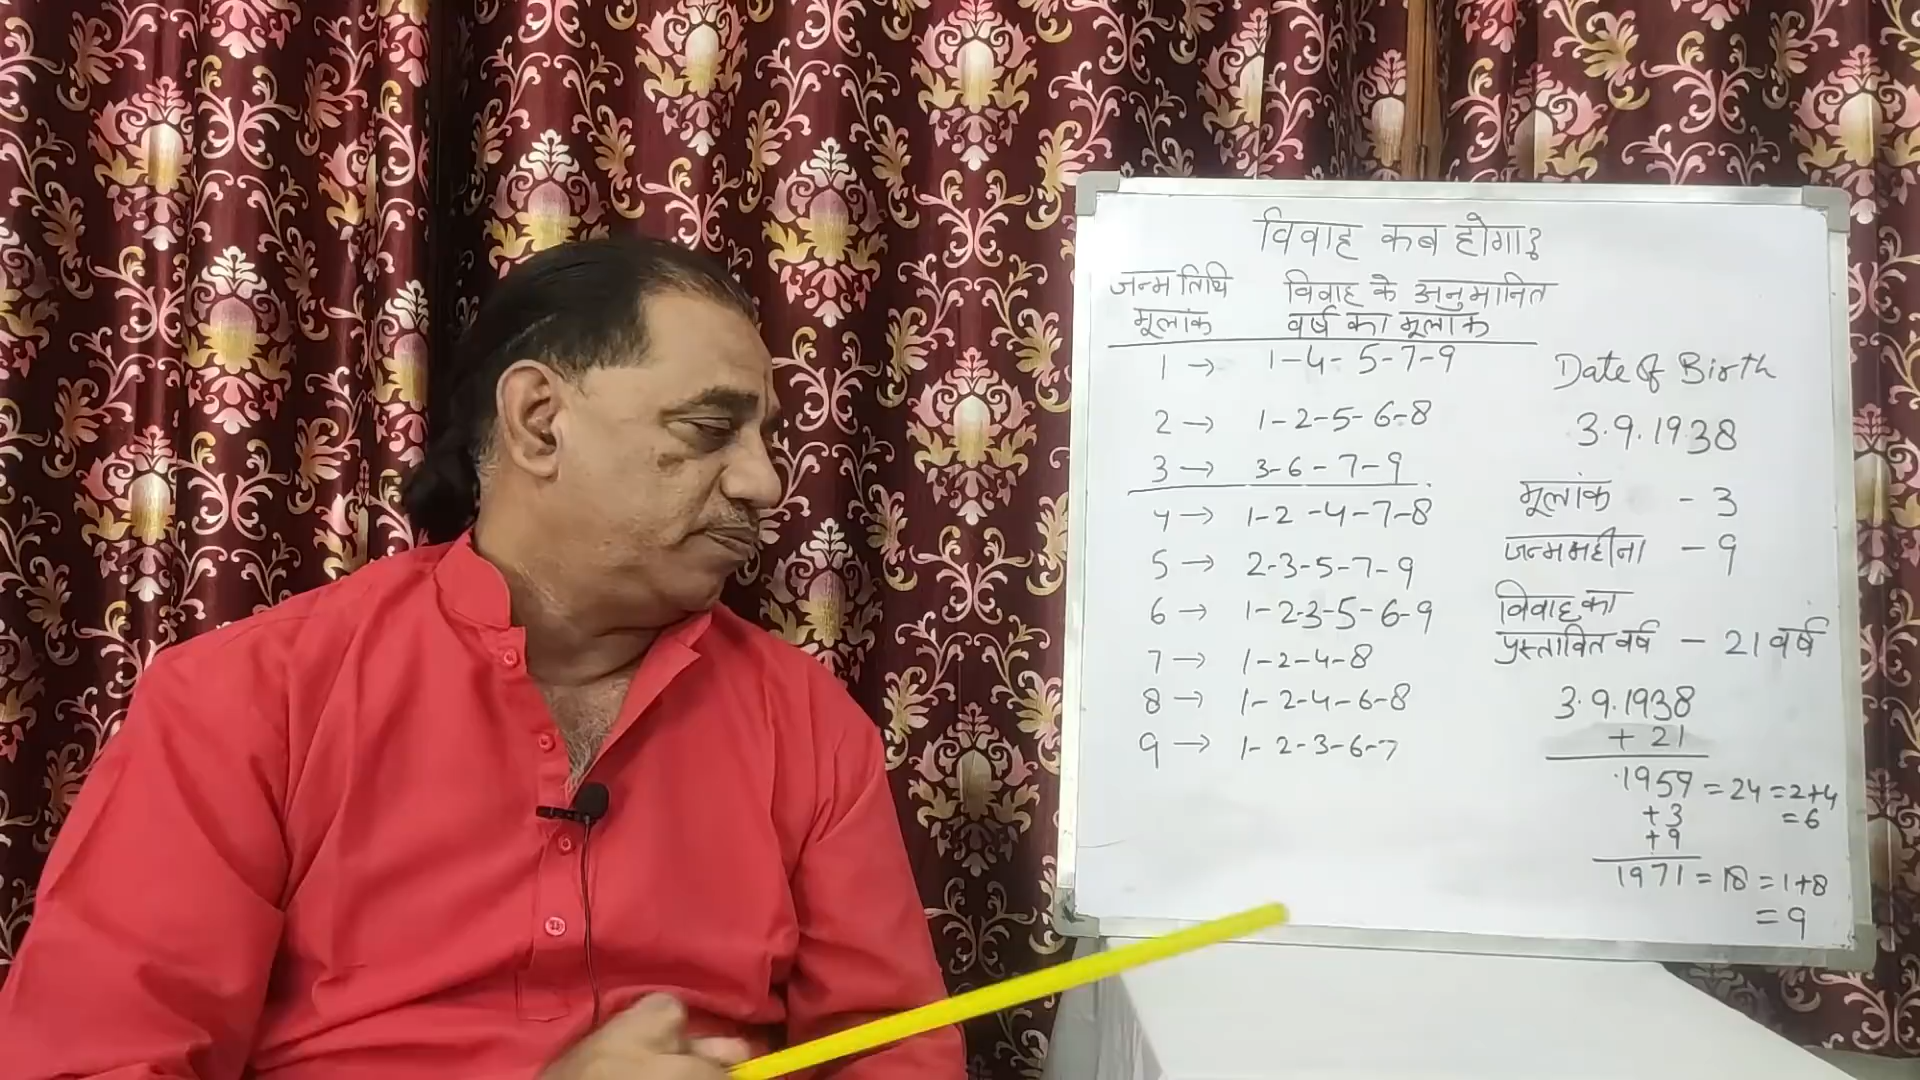 विवाह कब होगा?
जन्म तिथि मूलांक
विवाह के अनुमानित वर्ष का मूलांक
1 → 1-4-5-7-9
2 → 1-2-5-6-8
3 → 3-6-7-9
4 → 1-2-4-7-8
5 → 2-3-5-7-9
6 → 1-2-3-5-6-9
7 → 1-2-4-8
8 → 1-2-4-6-8
9 → 1-2-3-6-7
Date of Birth
3.9.1938
मूलांक - 3
जन्म महीना - 9
विवाह का
प्रस्तावित वर्ष - 21 वर्ष
3.9.1938
+ 21
1959 = 24 = 2+4
+3 = 6
+9
1971 = 18 = 1+8
= 9